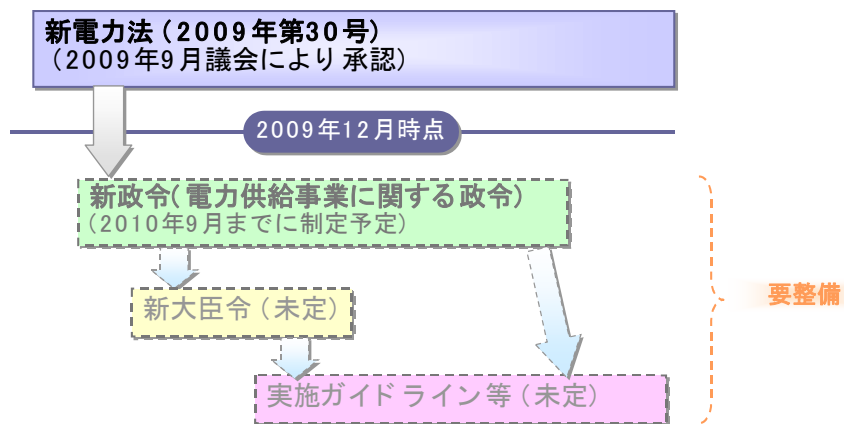 新電力法(2009年第30号)
(2009年9月議会により承認)
2009年12月時点
新政令(電力供給事業に関する政令)
(2010年9月までに制定予定)
要整備
新大臣令(未定)
実施ガイドライン等(未定)